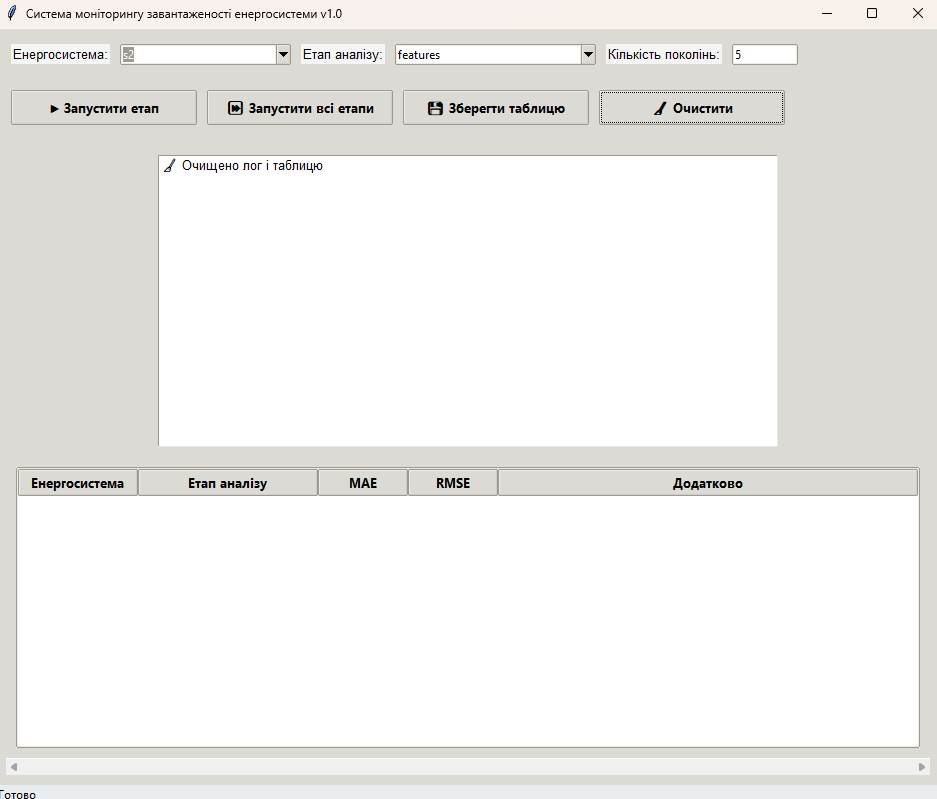 Система моніторингу завантаженості енергосистеми v1.0
Енергосистема: s2 Етап аналізу: features Кількість поколінь: 5
Запустити етап Запустити всі етапи Зберегти таблицю Очистити
Очищено лог і таблицю
Енергосистема Етап аналізу MAE RMSE Додатково
Готово